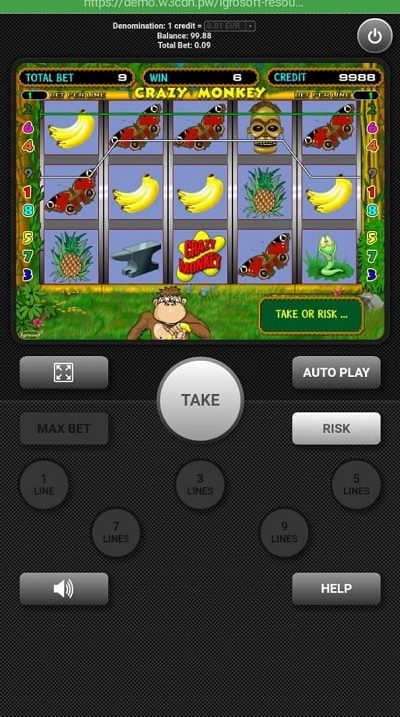 https://demo.w3cdn.pw/igrosoft-resou...
Denomination: 1 credit = 0.01 EUR
Balance: 99.88
Total Bet: 0.09
TOTAL BET 9 WIN 6 CREDIT 9988
1 BET PER LINE CRAZY MONKEY BET PER LINE 1
2 2
6 6
4 4
9 9
1 1
8 8
5 5
7 7
3 3
CRAZY MONKEY
TAKE OR RISK ...
TAKE
AUTO PLAY
MAX BET
RISK
1 LINE
3 LINES
5 LINES
7 LINES
9 LINES
HELP